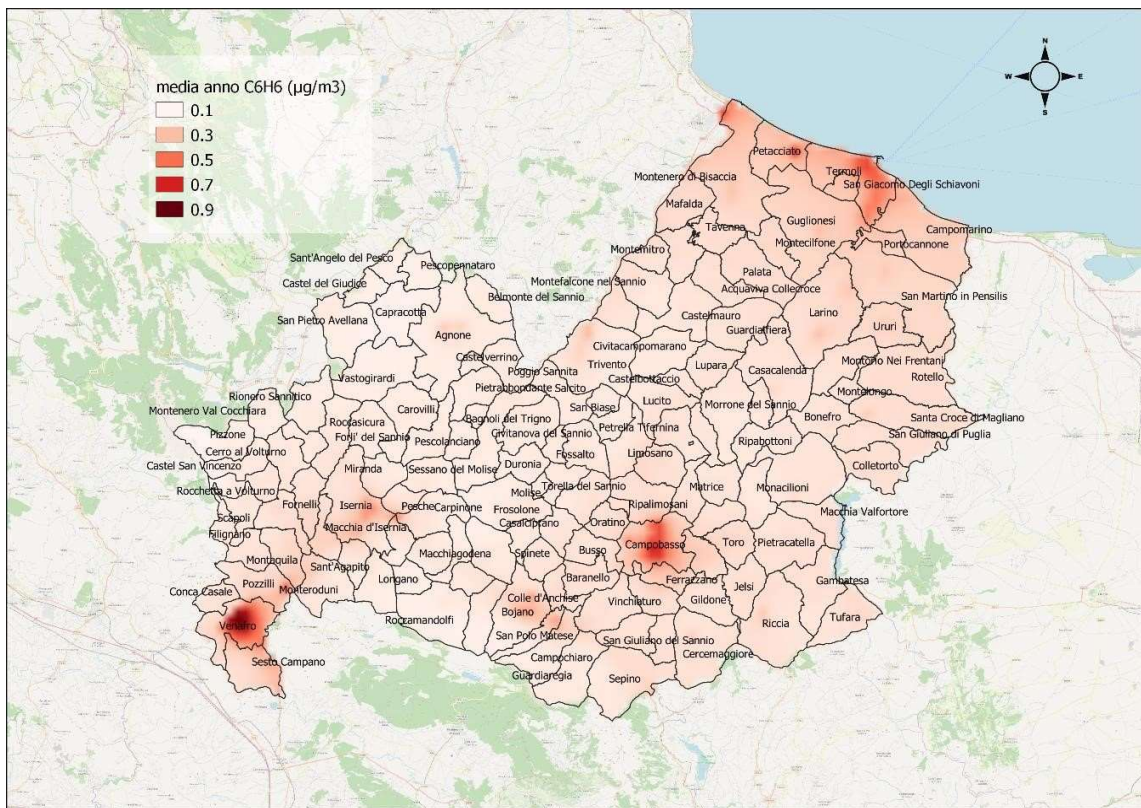 N
W E
S
media anno C6H6 (µg/m3)
0.1
0.3
0.5
0.7
0.9
Petacciato
Termoli
Montenero di Bisaccia
San Giacomo Degli Schiavoni
Mafalda
Guglionesi
Tavenna
Campomarino
Montecilfone
Portocannone
Montemitro
Sant'Angelo del Pesco
Pescopennataro
Palata
Castel del Giudice
Montefalcone nel Sannio
Acquaviva Collecroce
Belmonte del Sannio
San Martino in Pensilis
Capracotta
Larino
San Pietro Avellana
Castelmauro
Guardialfiera
Ururi
Agnone
Civitacampomarano
Castelverrino
Montorio Nei Frentani
Poggio Sannita
Trivento
Lupara
Casacalenda
Rotello
Vastogirardi
Castelbottaccio
Pietrabbondante
Salcito
Montelongo
Rionero Sannitico
Lucito
Morrone del Sannio
Montenero Val Cocchiara
Carovilli
San Biase
Bonefro
Santa Croce di Magliano
Roccasicura
Bagnoli del Trigno
Petrella Tifernina
Pizzone
Forli' del Sannio
Civitanova del Sannio
San Giuliano di Puglia
Pescolanciano
Ripabottoni
Cerro al Volturno
Fossalto
Limosano
Castel San Vincenzo
Miranda
Sessano del Molise
Duronia
Colletorto
Rocchetta a Volturno
Torella del Sannio
Matrice
Monacilioni
Molise
Fornelli
Isernia
Pesche
Carpinone
Frosolone
Ripalimosani
Macchia Valfortore
Scapoli
Macchia d'Isernia
Casalciprano
Oratino
Filignano
Campobasso
Toro
Pietracatella
Montaquila
Macchiagodena
Spinete
Busso
Sant'Agapito
Pozzilli
Longano
Baranello
Ferrazzano
Gambatesa
Conca Casale
Monteroduni
Jelsi
Colle d'Anchise
Vinchiaturo
Gildone
Bojano
Tufara
Venafro
Roccamandolfi
Riccia
San Polo Matese
San Giuliano del Sannio
Cercemaggiore
Sesto Campano
Campochiaro
Guardiaregia
Sepino